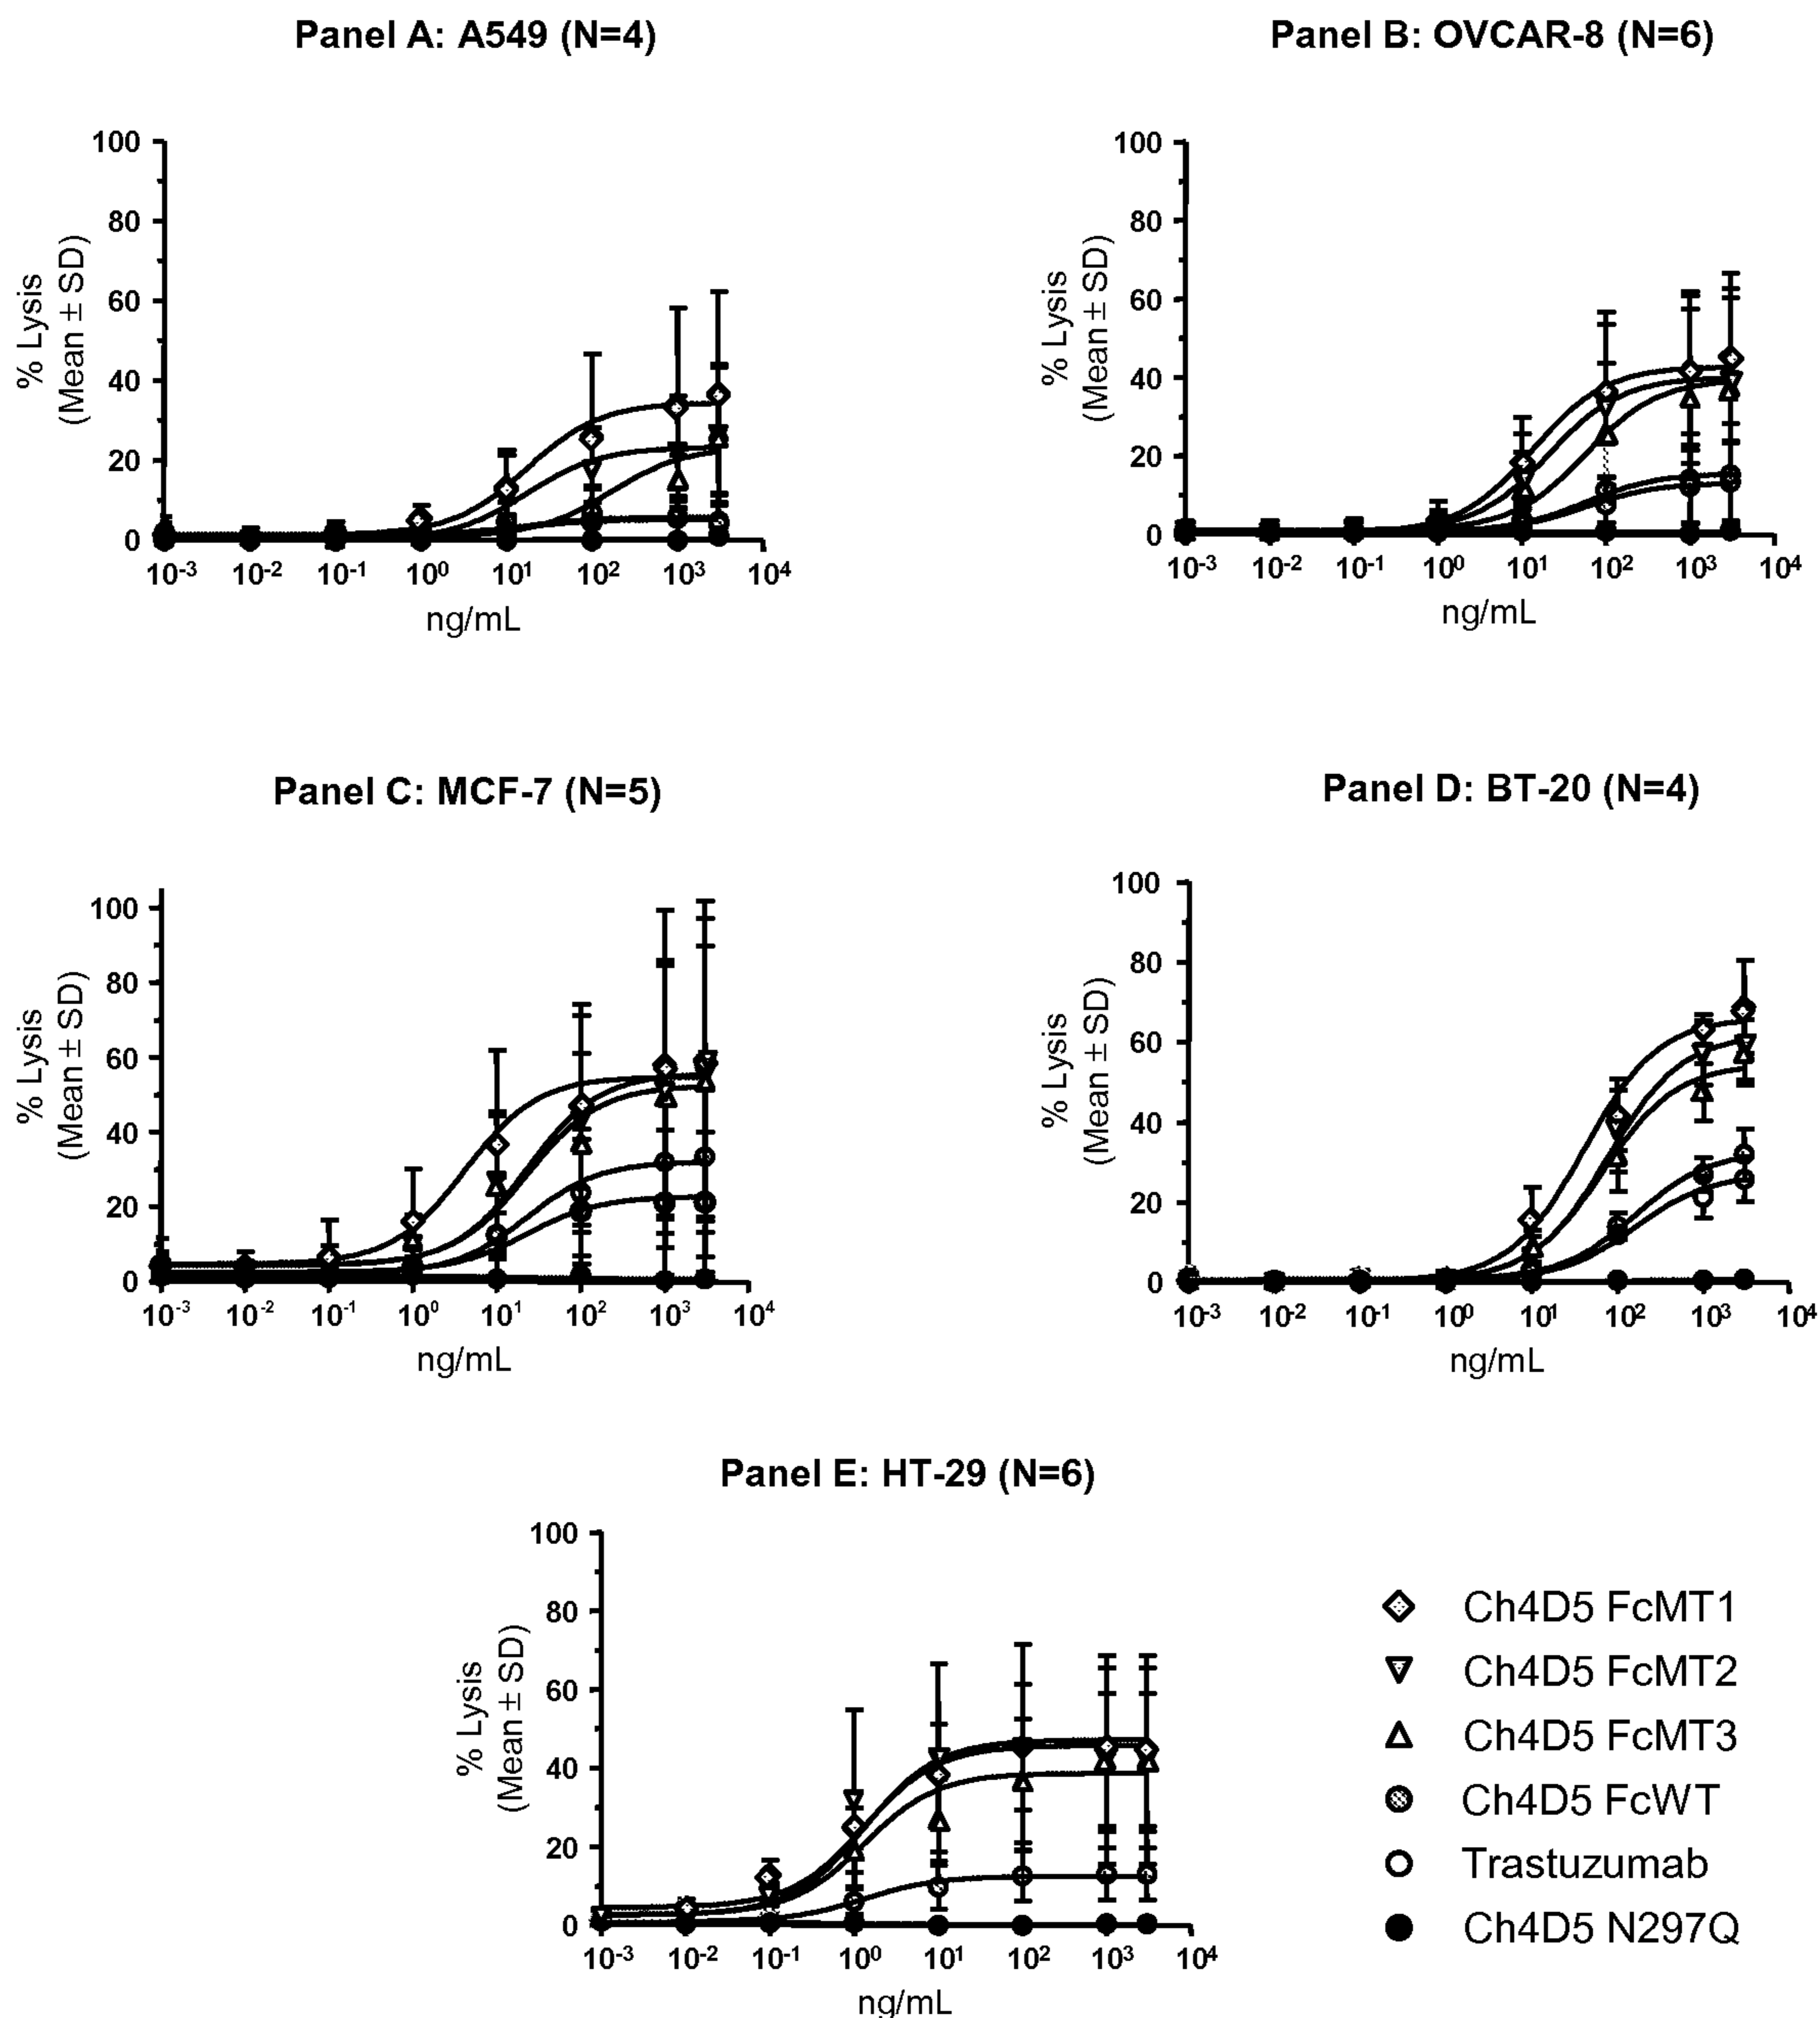 Panel A: A549 (N=4)
100
80
60
40
20
0
% Lysis
(Mean ± SD)
10⁻³ 10⁻² 10⁻¹ 10⁰ 10¹ 10² 10³ 10⁴
ng/mL
Panel B: OVCAR-8 (N=6)
100
80
60
40
20
0
% Lysis
(Mean ± SD)
10⁻³ 10⁻² 10⁻¹ 10⁰ 10¹ 10² 10³ 10⁴
ng/mL
Panel C: MCF-7 (N=5)
100
80
60
40
20
0
% Lysis
(Mean ± SD)
10⁻³ 10⁻² 10⁻¹ 10⁰ 10¹ 10² 10³ 10⁴
ng/mL
Panel D: BT-20 (N=4)
100
80
60
40
20
0
% Lysis
(Mean ± SD)
10⁻³ 10⁻² 10⁻¹ 10⁰ 10¹ 10² 10³ 10⁴
ng/mL
Panel E: HT-29 (N=6)
100
80
60
40
20
0
% Lysis
(Mean ± SD)
10⁻³ 10⁻² 10⁻¹ 10⁰ 10¹ 10² 10³ 10⁴
ng/mL
Ch4D5 FcMT1
Ch4D5 FcMT2
Ch4D5 FcMT3
Ch4D5 FcWT
Trastuzumab
Ch4D5 N297Q